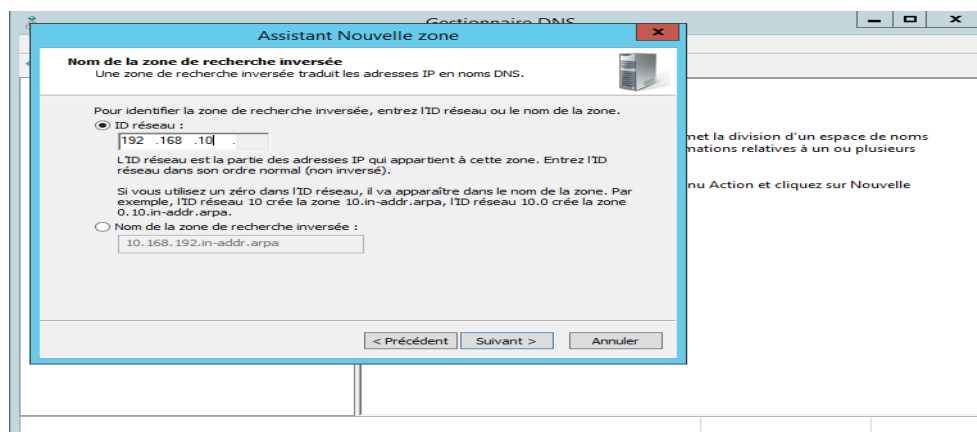 Gestionnaire DNS
Assistant Nouvelle zone
Nom de la zone de recherche inversée
Une zone de recherche inversée traduit les adresses IP en noms DNS.
Pour identifier la zone de recherche inversée, entrez l'ID réseau ou le nom de la zone.
ID réseau :
192 .168 .10 .
L'ID réseau est la partie des adresses IP qui appartient à cette zone. Entrez l'ID
réseau dans son ordre normal (non inversé).
Si vous utilisez un zéro dans l'ID réseau, il va apparaître dans le nom de la zone. Par
exemple, l'ID réseau 10 crée la zone 10.in-addr.arpa, l'ID réseau 10.0 crée la zone
0.10.in-addr.arpa.
Nom de la zone de recherche inversée :
10.168.192.in-addr.arpa
< Précédent
Suivant >
Annuler
met la division d'un espace de noms
mations relatives à un ou plusieurs
nu Action et cliquez sur Nouvelle